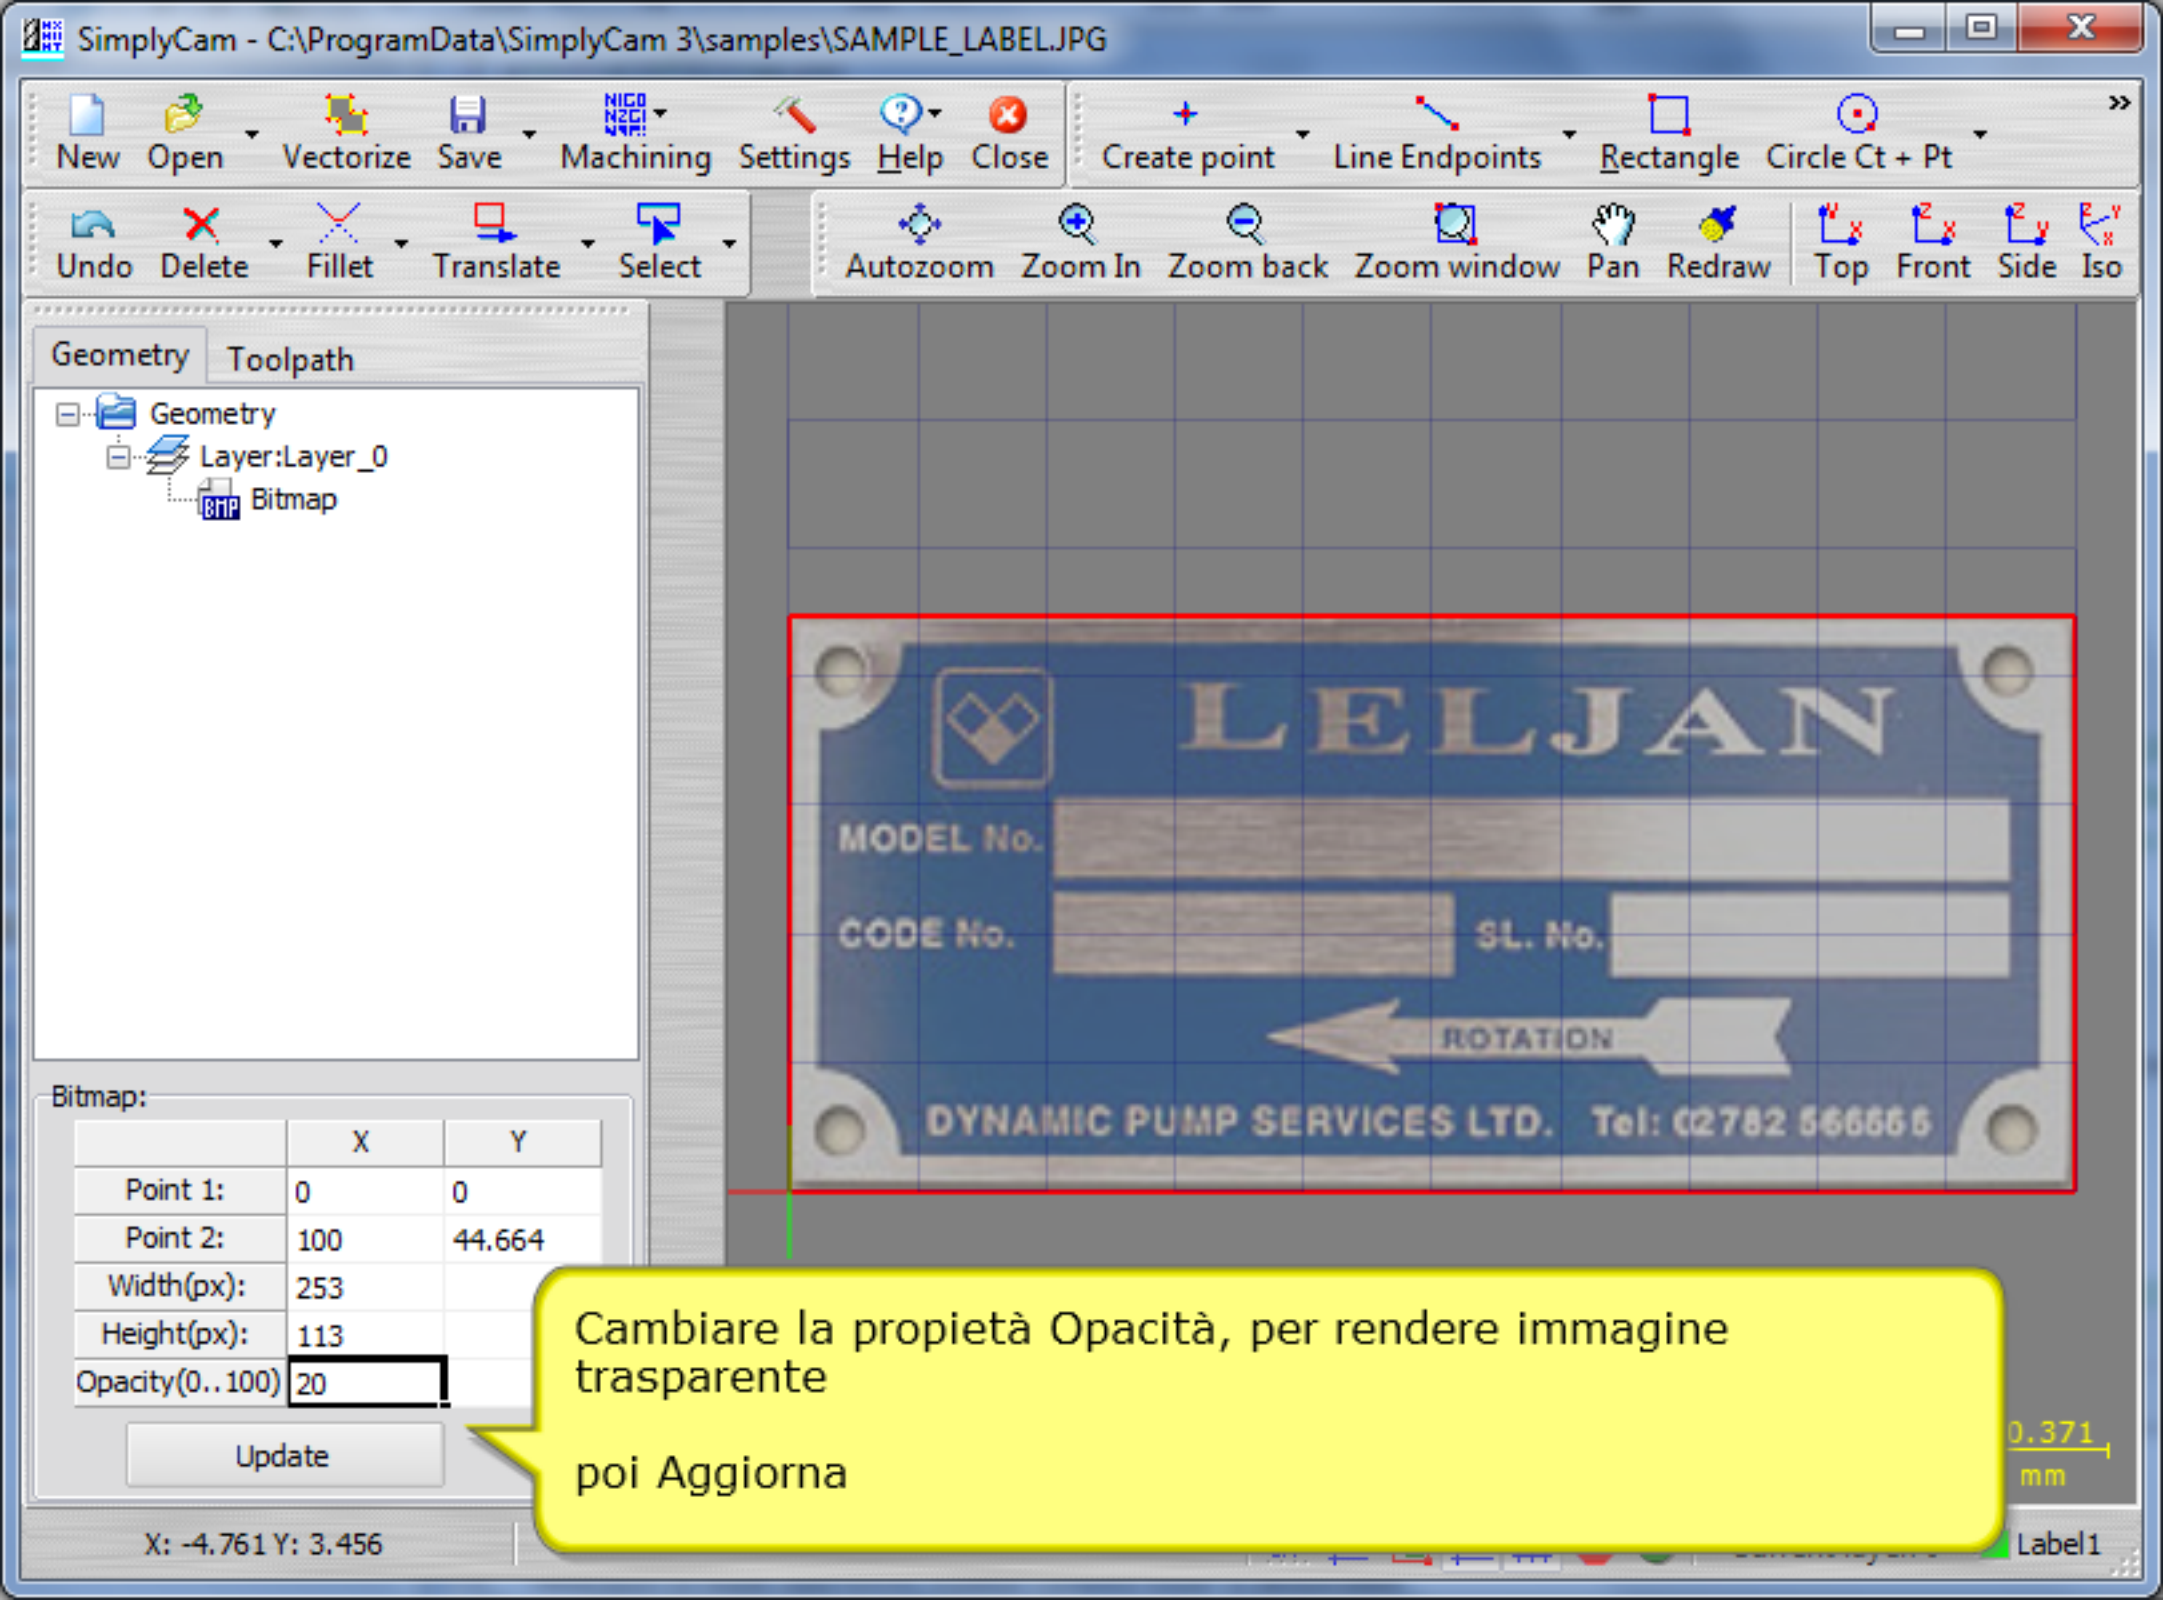 SimplyCam - C:\ProgramData\SimplyCam 3\samples\SAMPLE_LABEL.JPG
New Open Vectorize Save Machining Settings Help Close Create point Line Endpoints Rectangle Circle Ct + Pt
Undo Delete Fillet Translate Select Autozoom Zoom In Zoom back Zoom window Pan Redraw Top Front Side Iso
Geometry Toolpath
Geometry
Layer:Layer_0
BMP Bitmap
LELJAN
MODEL No.
CODE No. SL. No.
ROTATION
DYNAMIC PUMP SERVICES LTD. Tel: 02782 566665
Bitmap:
X Y
Point 1: 0 0
Point 2: 100 44.664
Width(px): 253
Height(px): 113
Opacity(0..100) 20
Update
Cambiare la propietà Opacità, per rendere immagine
trasparente
poi Aggiorna
0.371
mm
X: -4.761 Y: 3.456
Label1